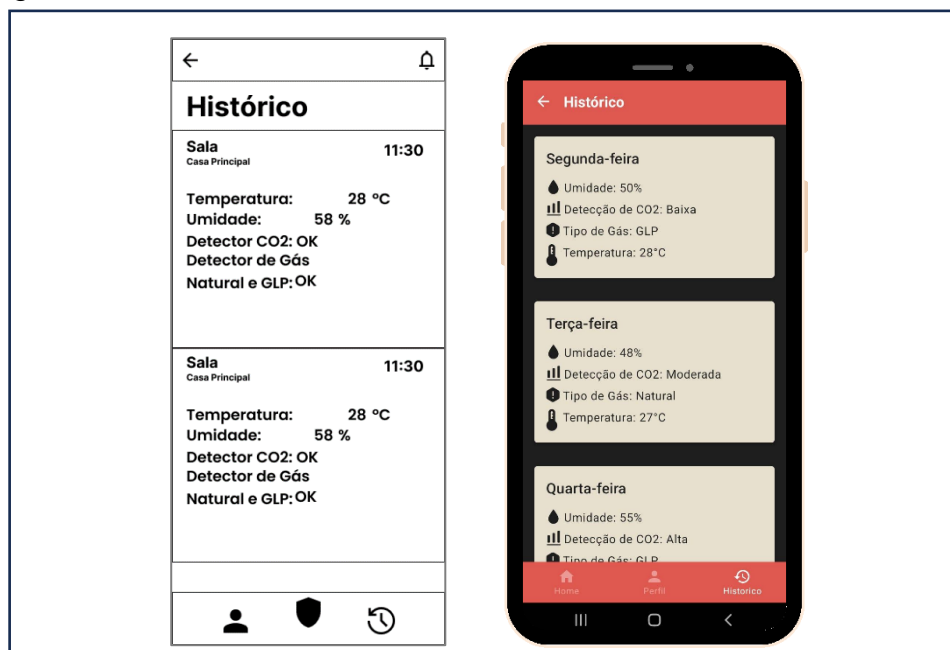 Histórico
Sala 11:30
Casa Principal
Temperatura: 28 ºC
Umidade: 58 %
Detector CO2: OK
Detector de Gás
Natural e GLP: OK
Sala 11:30
Casa Principal
Temperatura: 28 ºC
Umidade: 58 %
Detector CO2: OK
Detector de Gás
Natural e GLP: OK
Histórico
Segunda-feira
Umidade: 50%
Detecção de CO2: Baixa
Tipo de Gás: GLP
Temperatura: 28°C
Terça-feira
Umidade: 48%
Detecção de CO2: Moderada
Tipo de Gás: Natural
Temperatura: 27°C
Quarta-feira
Umidade: 55%
Detecção de CO2: Alta
Tipo de Gás: GLP
Home Perfil Historico